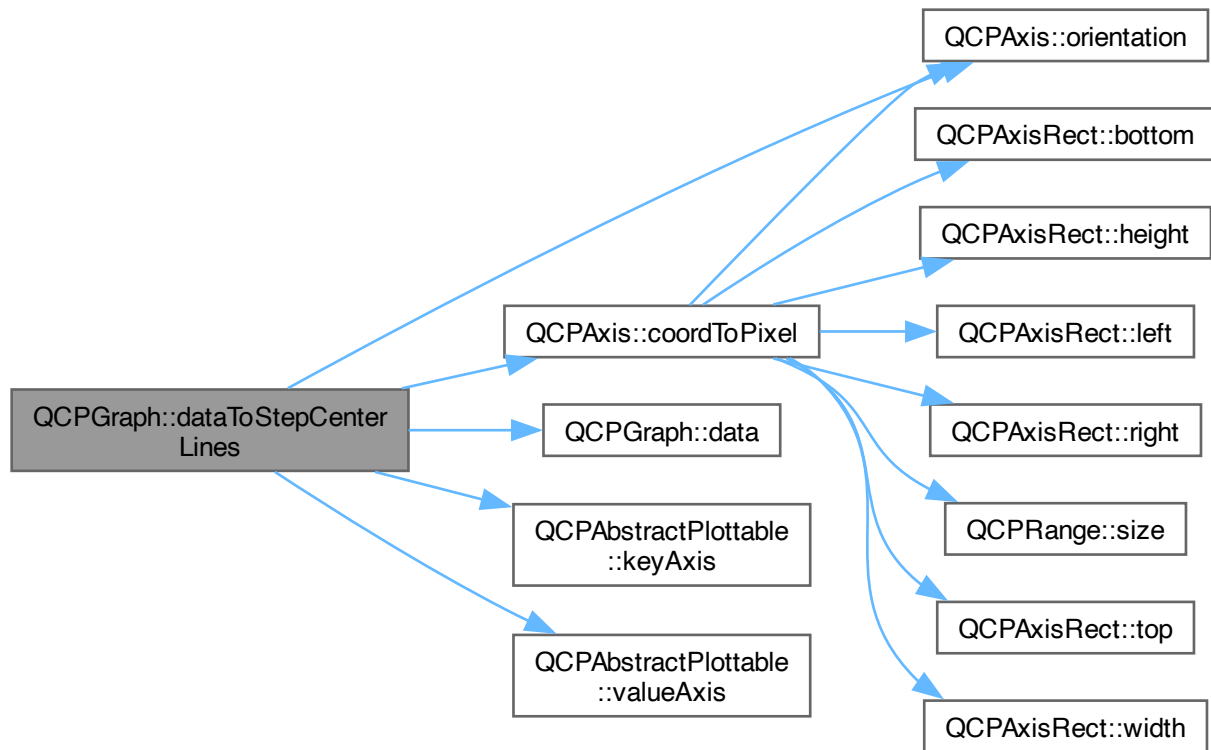 QCPAxis::orientation
QCPAxisRect::bottom
QCPAxisRect::height
QCPAxis::coordToPixel
QCPAxisRect::left
QCPGraph::dataToStepCenter
Lines
QCPGraph::data
QCPAxisRect::right
QCPAbstractPlottable
::keyAxis
QCPRange::size
QCPAbstractPlottable
::valueAxis
QCPAxisRect::top
QCPAxisRect::width